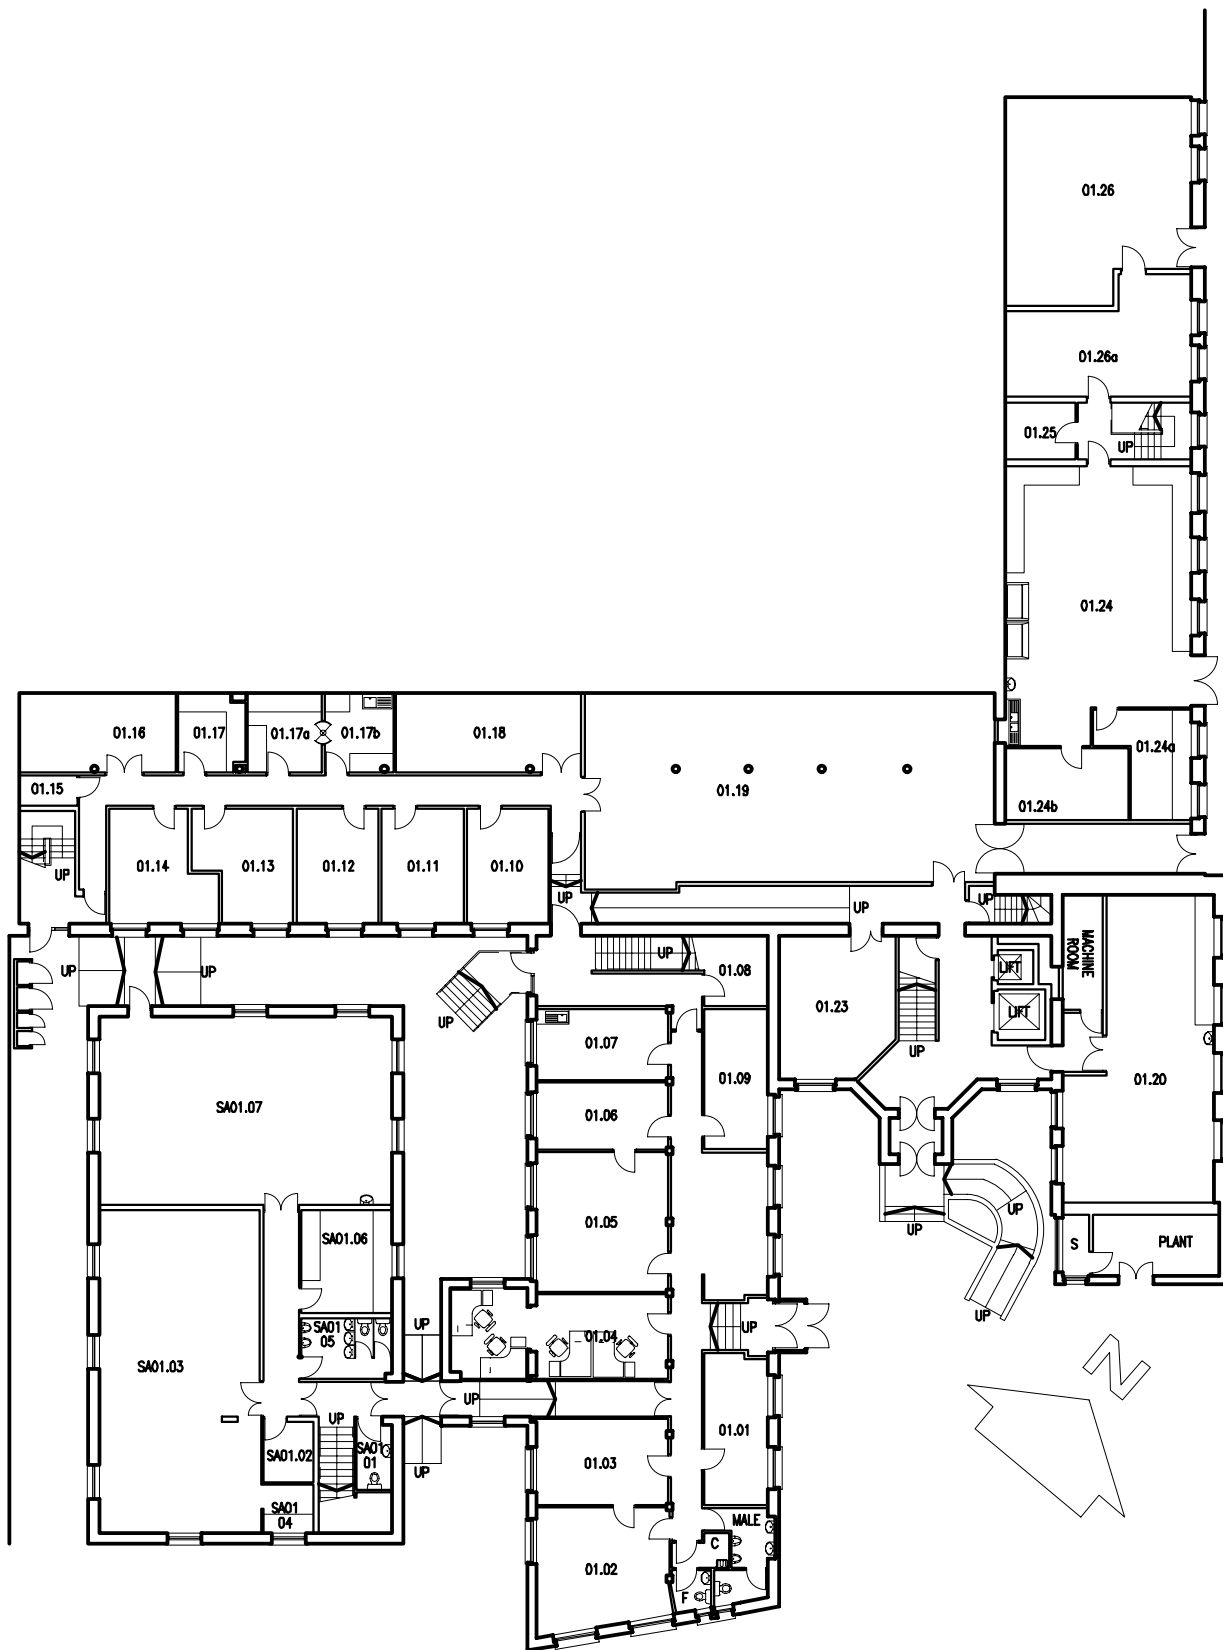 01.26
01.26a
01.25
UP
01.24
01.16
01.17
01.17a
01.17b
01.18
01.24a
01.15
01.19
01.24b
01.14
01.13
01.12
01.11
01.10
UP
UP
UP
UP
UP
UP
UP
01.08
MACHINE
ROOM
LIFT
LIFT
UP
01.23
01.07
UP
01.09
01.20
SA01.07
01.06
01.05
SA01.06
UP
UP
S
PLANT
UP
SA01
05
UP
UP
01.04
SA01.03
UP
UP
01.01
SA01
01
SA01.02
UP
01.03
SA01
04
MALE
C
01.02
F
N